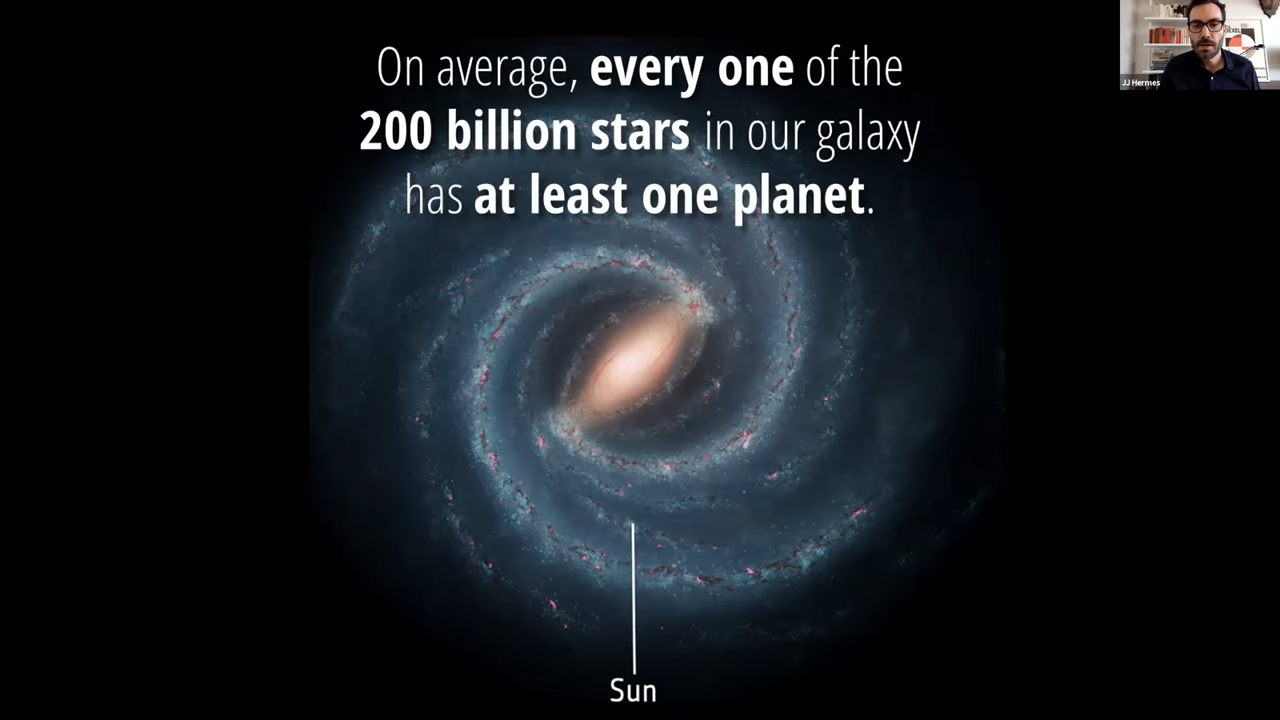 On average, every one of the
200 billion stars in our galaxy
has at least one planet.
JJ Hermes
Sun